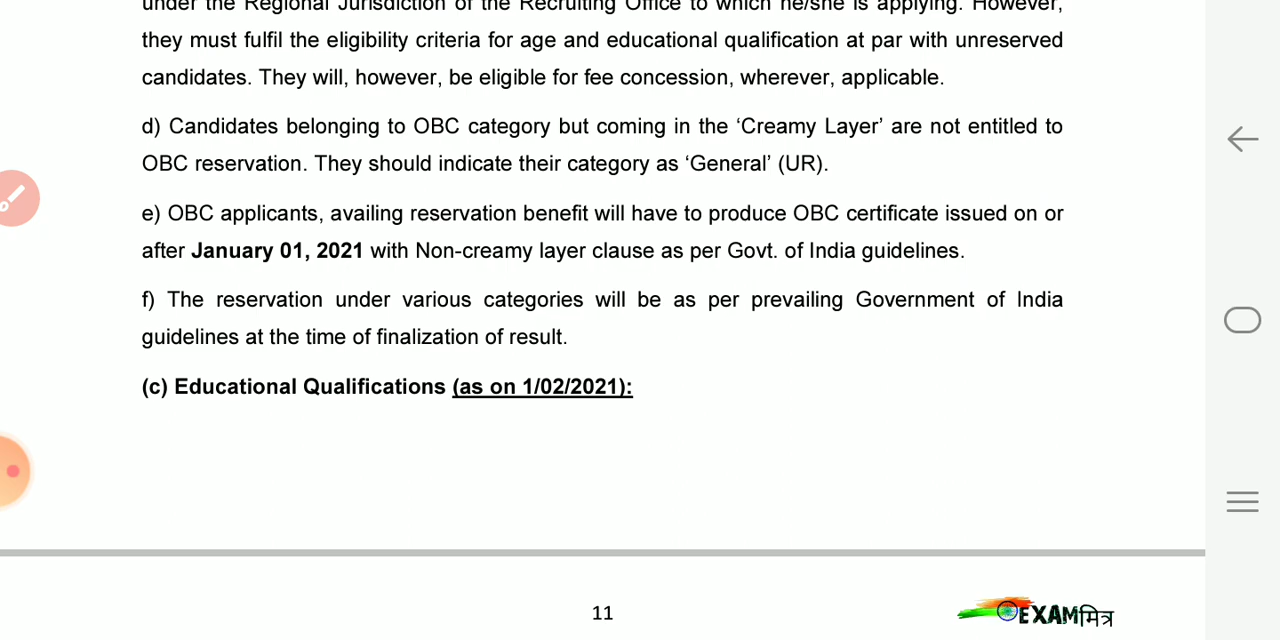 under the Regional Jurisdiction of the Recruiting Office to which he/she is applying. However,
they must fulfil the eligibility criteria for age and educational qualification at par with unreserved
candidates. They will, however, be eligible for fee concession, wherever, applicable.
d) Candidates belonging to OBC category but coming in the ‘Creamy Layer’ are not entitled to
OBC reservation. They should indicate their category as ‘General’ (UR).
e) OBC applicants, availing reservation benefit will have to produce OBC certificate issued on or
after January 01, 2021 with Non-creamy layer clause as per Govt. of India guidelines.
f) The reservation under various categories will be as per prevailing Government of India
guidelines at the time of finalization of result.
(c) Educational Qualifications (as on 1/02/2021):
11
EXAMमित्र